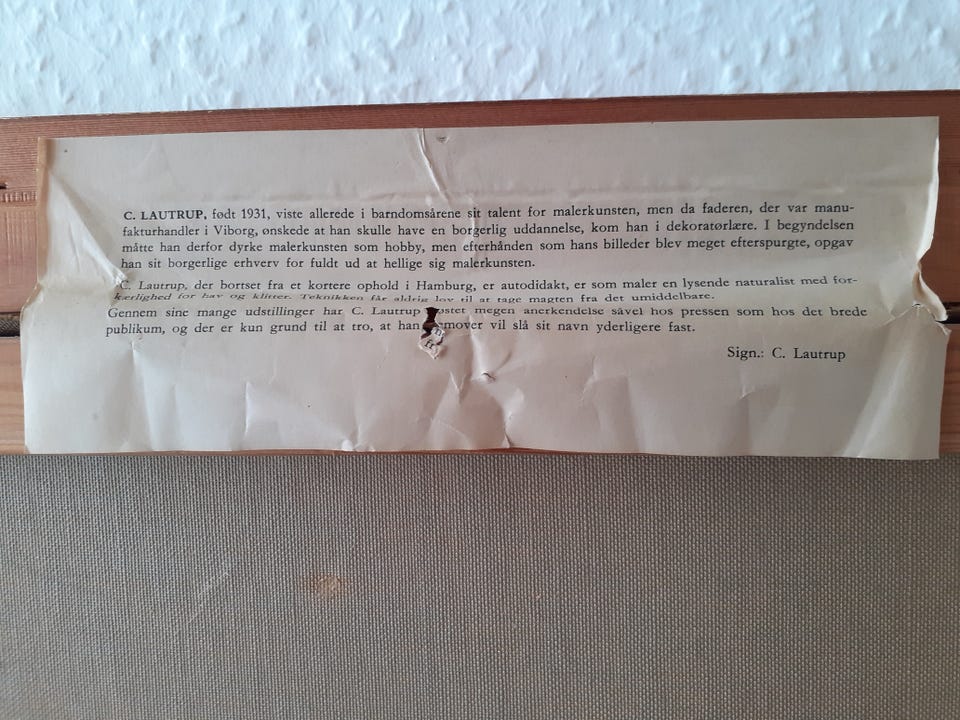 C. LAUTRUP, født 1931, viste allerede i barndomsårene sit talent for malerkunsten, men da faderen, der var manu-
fakturhandler i Viborg, ønskede at han skulle have en borgerlig uddannelse, kom han i dekoratørlære. I begyndelsen
måtte han derfor dyrke malerkunsten som hobby, men efterhånden som hans billeder blev meget efterspurgte, opgav
han sit borgerlige erhverv for fuldt ud at hellige sig malerkunsten.
C. Lautrup, der bortset fra et kortere ophold i Hamburg, er autodidakt, er som maler en lysende naturalist med for-
kærlighed for hav og klitter. Teknikken får aldrig lov til at tage magten fra det umiddelbare.
Gennem sine mange udstillinger har C. Lautrup megen anerkendelse såvel hos pressen som hos det brede
publikum, og der er kun grund til at tro, at han vil slå sit navn yderligere fast.
Sign.: C. Lautrup